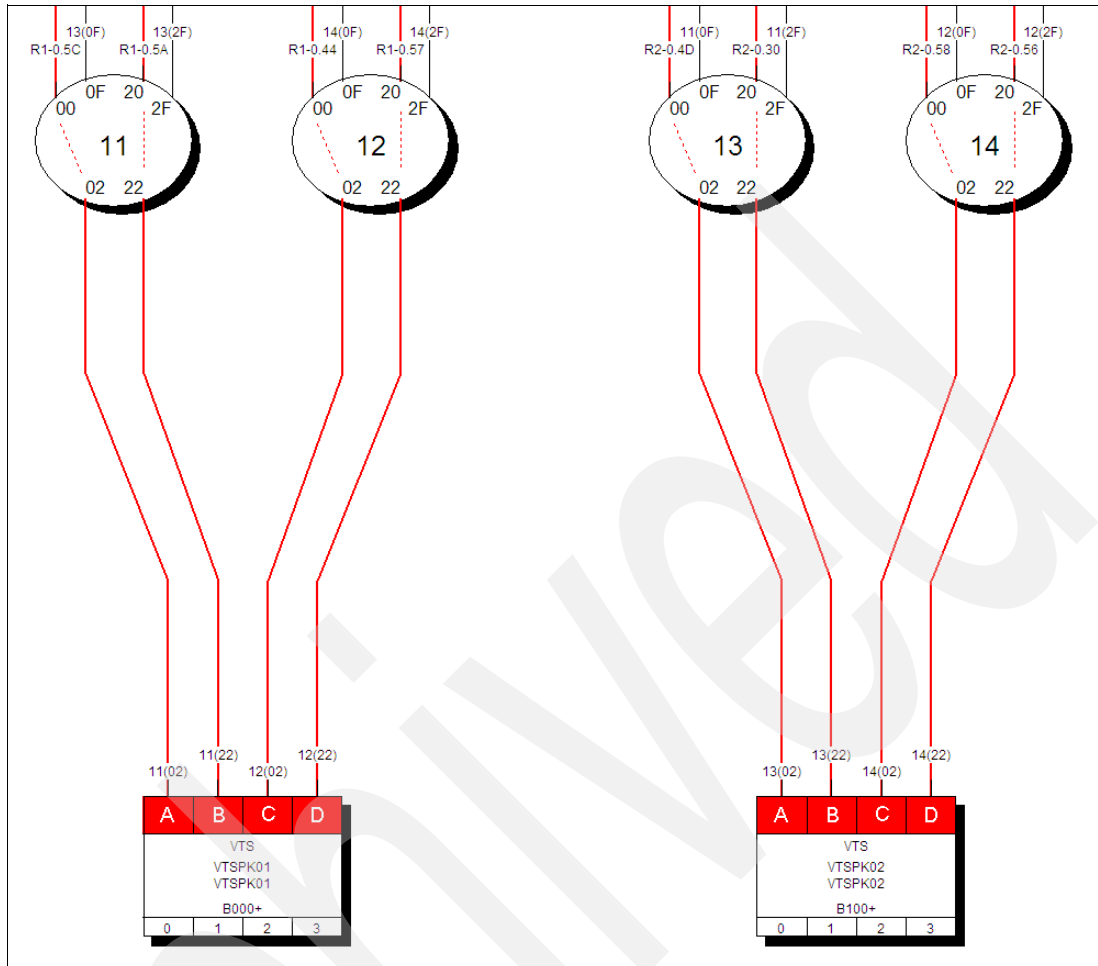 13(0F) 13(2F) 14(0F) 14(2F) 11(0F) 11(2F) 12(0F) 12(2F)
R1-0.5C R1-0.5A R1-0.44 R1-0.57 R2-0.4D R2-0.30 R2-0.58 R2-0.56
0F 20 0F 20 0F 20 0F 20
00 2F 00 2F 00 2F 00 2F
11 12 13 14
02 22 02 22 02 22 02 22
11(22) 12(22) 13(22) 14(22)
11(02) 12(02) 13(02) 14(02)
A B C D A B C D
VTS VTS
VTSPK01 VTSPK02
VTSPK01 VTSPK02
B000+ B100+
0 1 2 3 0 1 2 3